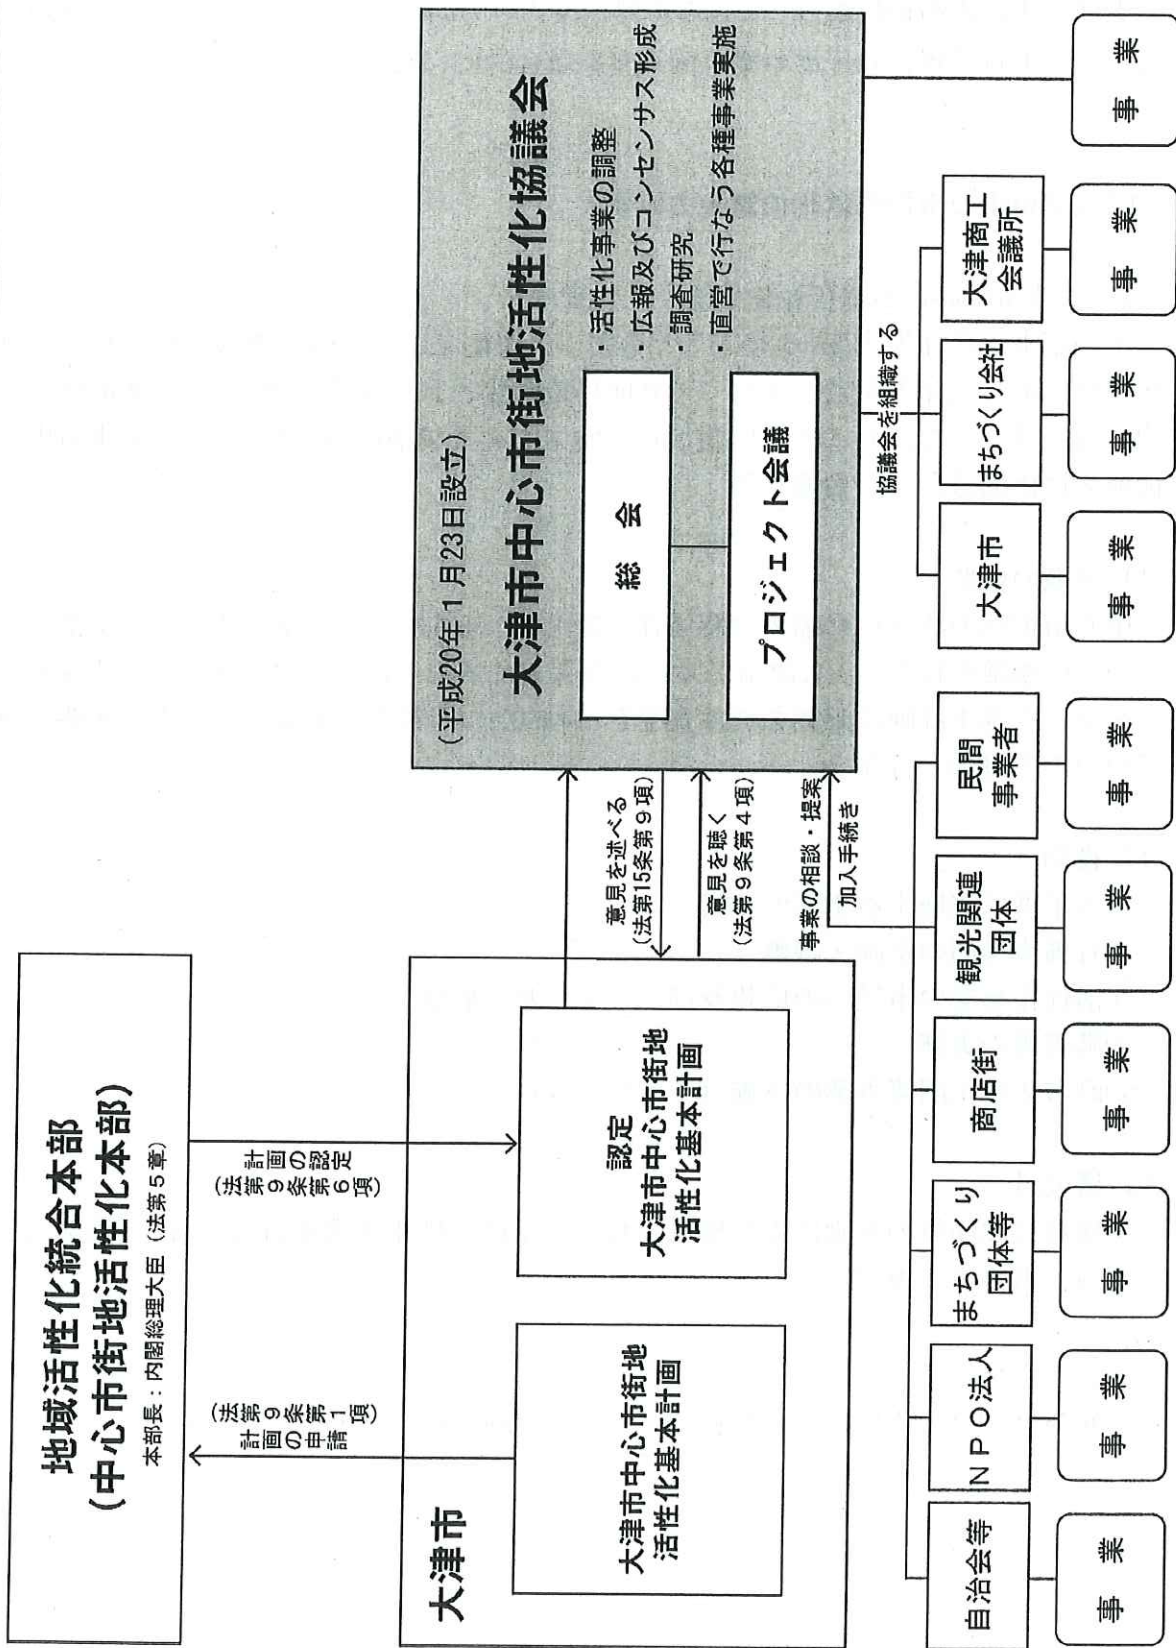 地域活性化統合本部
(中心市街地活性化本部)
本部長：内閣総理大臣（法第５章）
(法第９条第１項)
計画の申請
計画の認定
(法第９条第６項)
大津市
大津市中心市街地
活性化基本計画
認定
大津市中心市街地
活性化基本計画
意見を述べる
(法第15条第９項)
意見を聴く
(法第９条第４項)
事業の相談・提案
加入手続き
(平成20年１月23日設立)
大津市中心市街地活性化協議会
総　会
プロジェクト会議
・活性化事業の調整
・広報及びコンセンサス形成
・調査研究
・直営で行なう各種事業実施
協議会を組織する
自治会等
ＮＰＯ法人
まちづくり
団体等
商店街
観光関連
団体
民間
事業者
大津市
まちづくり会社
大津商工
会議所
事　業
事　業
事　業
事　業
事　業
事　業
事　業
事　業
事　業
事　業